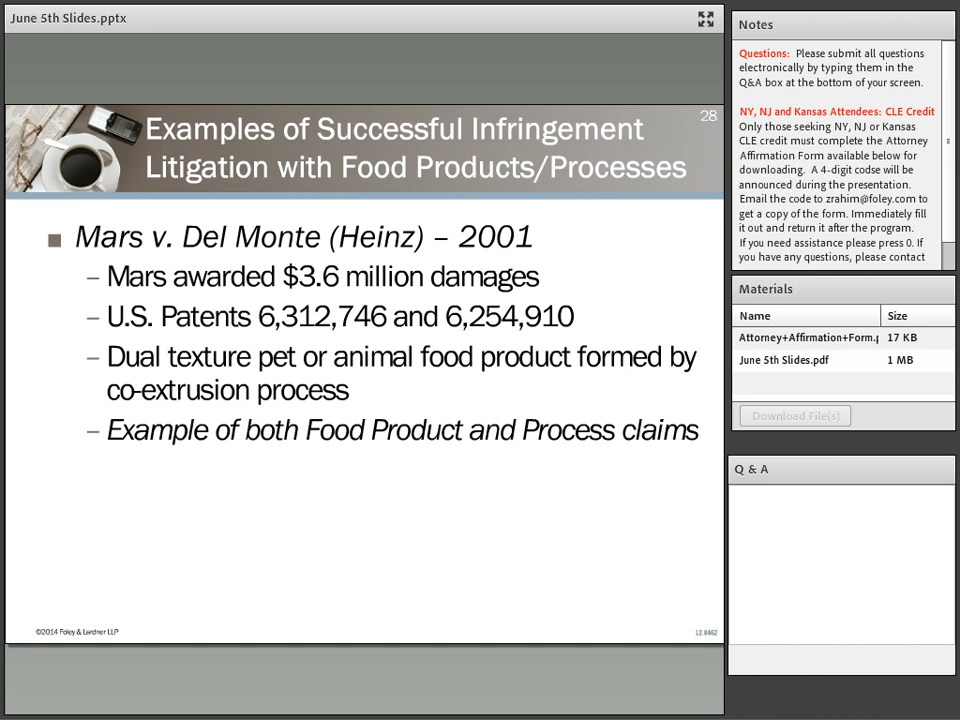 June 5th Slides.pptx
28
Examples of Successful Infringement
Litigation with Food Products/Processes
■ Mars v. Del Monte (Heinz) – 2001
– Mars awarded $3.6 million damages
– U.S. Patents 6,312,746 and 6,254,910
– Dual texture pet or animal food product formed by
co-extrusion process
– Example of both Food Product and Process claims
©2014 Foley & Lardner LLP
12.8462
Notes
Questions: Please submit all questions
electronically by typing them in the
Q&A box at the bottom of your screen.
NY, NJ and Kansas Attendees: CLE Credit
Only those seeking NY, NJ or Kansas
CLE credit must complete the Attorney
Affirmation Form available below for
downloading. A 4-digit codse will be
announced during the presentation.
Email the code to zrahim@foley.com to
get a copy of the form. Immediately fill
it out and return it after the program.
If you need assistance please press 0. If
you have any questions, please contact
Materials
Name Size
Attorney+Affirmation+Form.p 17 KB
June 5th Slides.pdf 1 MB
Download File(s)
Q & A